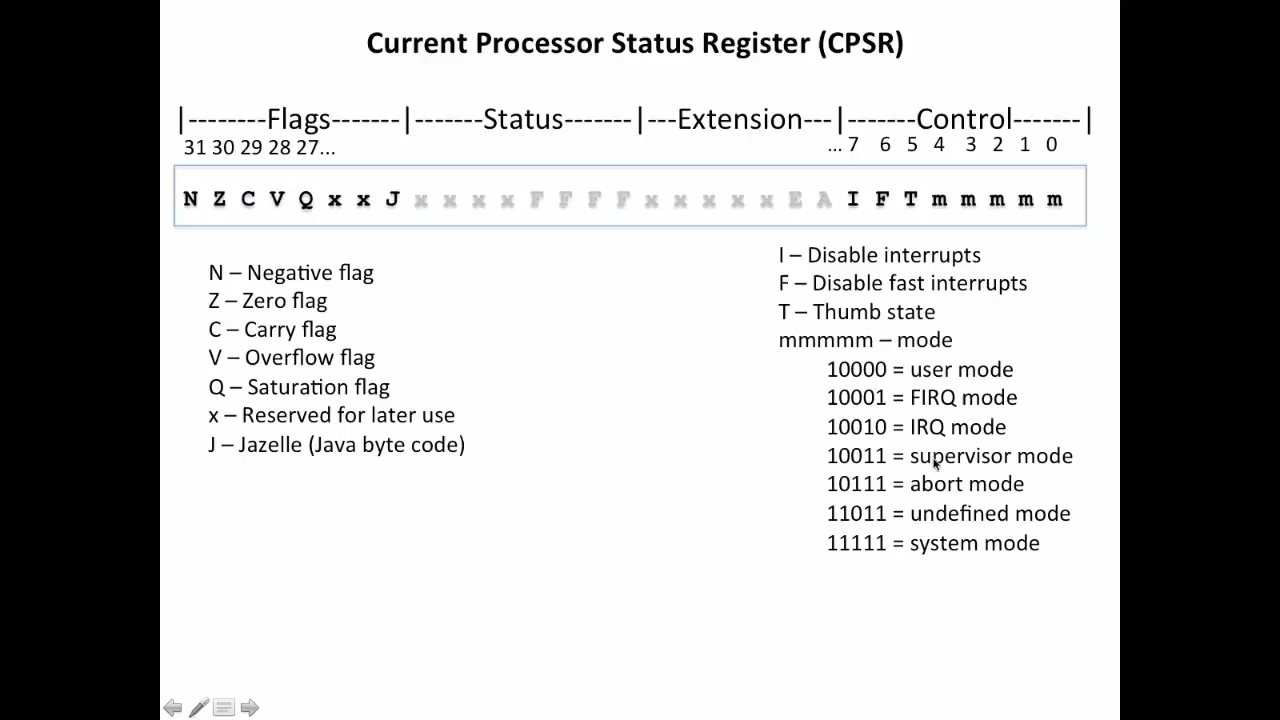 Current Processor Status Register (CPSR)
|--------Flags-------|-------Status-------|---Extension---|-------Control-------|
31 30 29 28 27... ... 7 6 5 4 3 2 1 0
N Z C V Q x x J x x x x F F F F x x x x x E A I F T m m m m m
N – Negative flag
Z – Zero flag
C – Carry flag
V – Overflow flag
Q – Saturation flag
x – Reserved for later use
J – Jazelle (Java byte code)
I – Disable interrupts
F – Disable fast interrupts
T – Thumb state
mmmmm – mode
10000 = user mode
10001 = FIRQ mode
10010 = IRQ mode
10011 = supervisor mode
10111 = abort mode
11011 = undefined mode
11111 = system mode